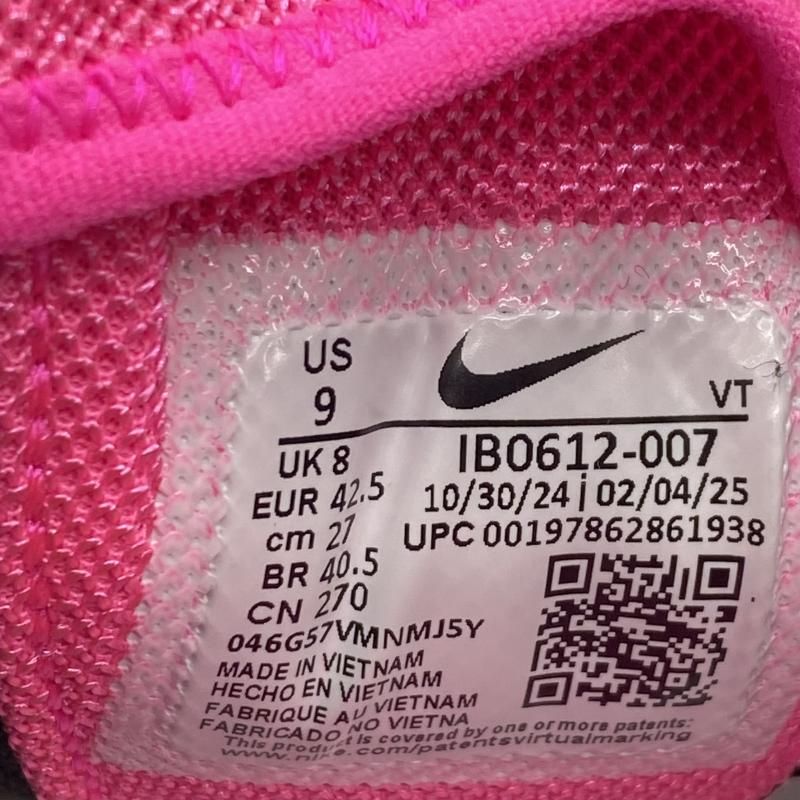 US
9
VT
UK 8
IB0612-007
EUR 42.5
10/30/24 | 02/04/25
cm 27
UPC 00197862861938
BR 40.5
CN 270
046G57VMNMJ5Y
MADE IN VIETNAM
HECHO EN VIETNAM
FABRIQUE AU VIETNAM
FABRICADO NO VIETNA
This product is covered by one or more patents:
www.nike.com/patentsvirtualmarking